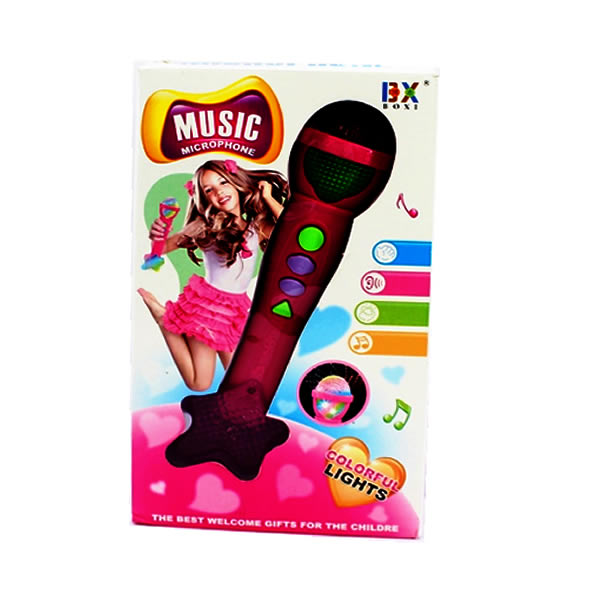 BX®
BOXI
MUSIC
MICROPHONE
COLORFUL
LIGHTS
THE BEST WELCOME GIFTS FOR THE CHILDRE